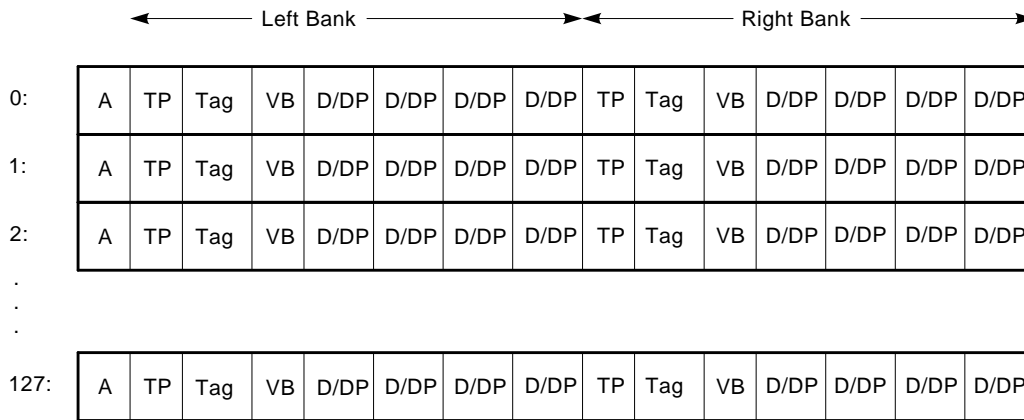 Left Bank Right Bank
0: A TP Tag VB D/DP D/DP D/DP D/DP TP Tag VB D/DP D/DP D/DP D/DP
1: A TP Tag VB D/DP D/DP D/DP D/DP TP Tag VB D/DP D/DP D/DP D/DP
2: A TP Tag VB D/DP D/DP D/DP D/DP TP Tag VB D/DP D/DP D/DP D/DP
.
.
.
127: A TP Tag VB D/DP D/DP D/DP D/DP TP Tag VB D/DP D/DP D/DP D/DP